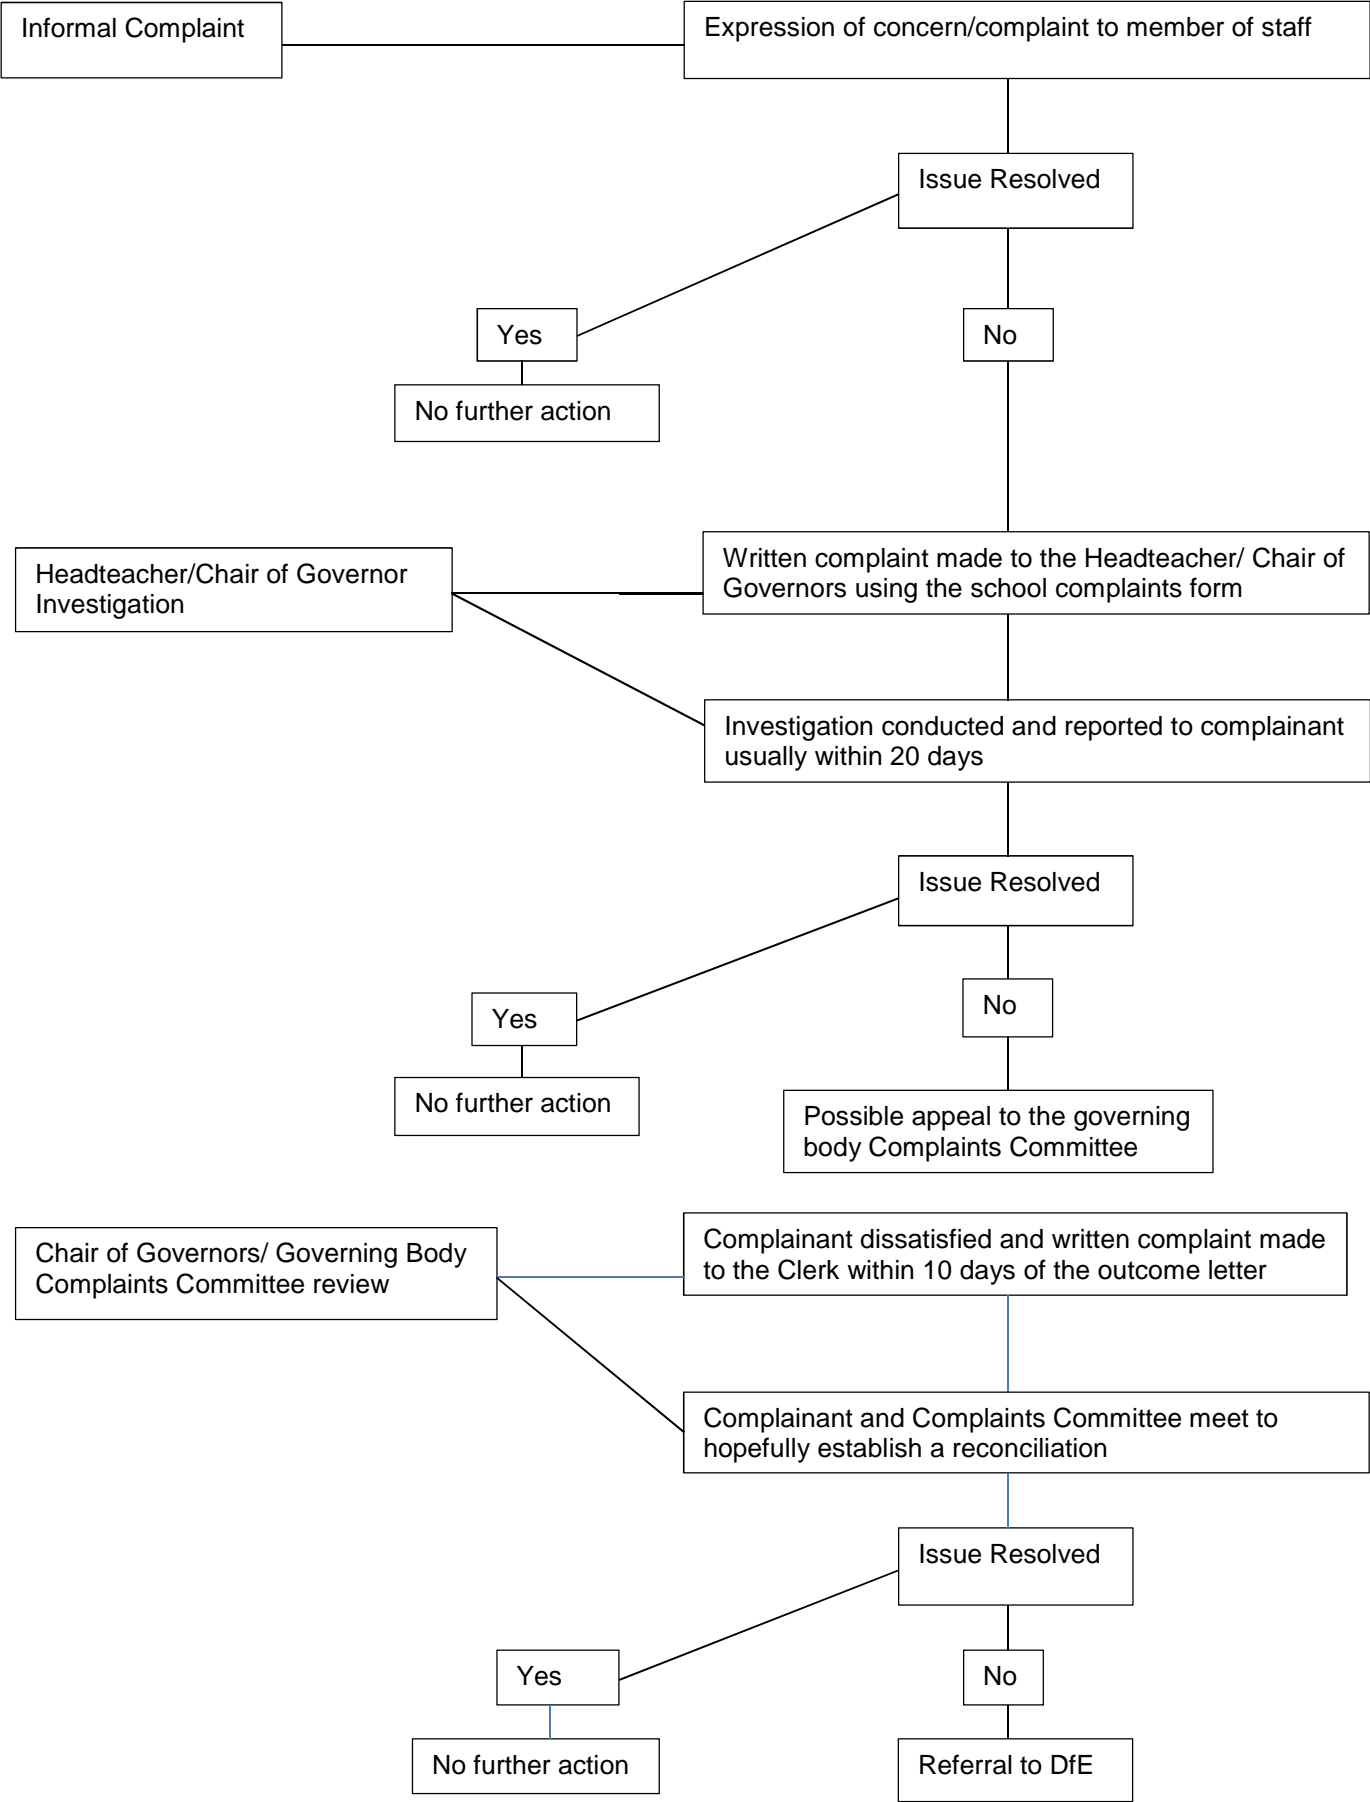 Informal Complaint
Expression of concern/complaint to member of staff
Issue Resolved
Yes
No
No further action
Headteacher/Chair of Governor
Investigation
Written complaint made to the Headteacher/ Chair of
Governors using the school complaints form
Investigation conducted and reported to complainant
usually within 20 days
Issue Resolved
Yes
No
No further action
Possible appeal to the governing
body Complaints Committee
Chair of Governors/ Governing Body
Complaints Committee review
Complainant dissatisfied and written complaint made
to the Clerk within 10 days of the outcome letter
Complainant and Complaints Committee meet to
hopefully establish a reconciliation
Issue Resolved
Yes
No
No further action
Referral to DfE